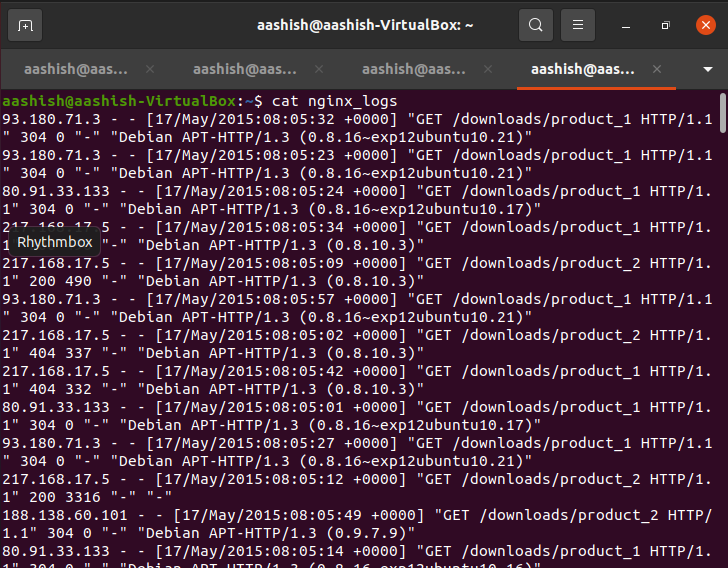 aashish@aashish-VirtualBox: ~
aashish@aas...
aashish@aas...
aashish@aas...
aashish@aas...
aashish@aashish-VirtualBox:~$ cat nginx_logs
93.180.71.3 - - [17/May/2015:08:05:32 +0000] "GET /downloads/product_1 HTTP/1.1
" 304 0 "-" "Debian APT-HTTP/1.3 (0.8.16~exp12ubuntu10.21)"
93.180.71.3 - - [17/May/2015:08:05:23 +0000] "GET /downloads/product_1 HTTP/1.1
" 304 0 "-" "Debian APT-HTTP/1.3 (0.8.16~exp12ubuntu10.21)"
80.91.33.133 - - [17/May/2015:08:05:24 +0000] "GET /downloads/product_1 HTTP/1.
1" 304 0 "-" "Debian APT-HTTP/1.3 (0.8.16~exp12ubuntu10.17)"
217.168.17.5 - - [17/May/2015:08:05:34 +0000] "GET /downloads/product_1 HTTP/1.
Rhythmbox
"-" "Debian APT-HTTP/1.3 (0.8.10.3)"
217.168.17.5 - - [17/May/2015:08:05:09 +0000] "GET /downloads/product_2 HTTP/1.
1" 200 490 "-" "Debian APT-HTTP/1.3 (0.8.10.3)"
93.180.71.3 - - [17/May/2015:08:05:57 +0000] "GET /downloads/product_1 HTTP/1.1
" 304 0 "-" "Debian APT-HTTP/1.3 (0.8.16~exp12ubuntu10.21)"
217.168.17.5 - - [17/May/2015:08:05:02 +0000] "GET /downloads/product_2 HTTP/1.
1" 404 337 "-" "Debian APT-HTTP/1.3 (0.8.10.3)"
217.168.17.5 - - [17/May/2015:08:05:42 +0000] "GET /downloads/product_1 HTTP/1.
1" 404 332 "-" "Debian APT-HTTP/1.3 (0.8.10.3)"
80.91.33.133 - - [17/May/2015:08:05:01 +0000] "GET /downloads/product_1 HTTP/1.
1" 304 0 "-" "Debian APT-HTTP/1.3 (0.8.16~exp12ubuntu10.17)"
93.180.71.3 - - [17/May/2015:08:05:27 +0000] "GET /downloads/product_1 HTTP/1.1
" 304 0 "-" "Debian APT-HTTP/1.3 (0.8.16~exp12ubuntu10.21)"
217.168.17.5 - - [17/May/2015:08:05:12 +0000] "GET /downloads/product_2 HTTP/1.
1" 200 3316 "-" "-"
188.138.60.101 - - [17/May/2015:08:05:49 +0000] "GET /downloads/product_2 HTTP/
1.1" 304 0 "-" "Debian APT-HTTP/1.3 (0.9.7.9)"
80.91.33.133 - - [17/May/2015:08:05:14 +0000] "GET /downloads/product_1 HTTP/1.
1" 304 0 "-" "Debian APT-HTTP/1.3 (0.8.16~exp12ubuntu10.16)"